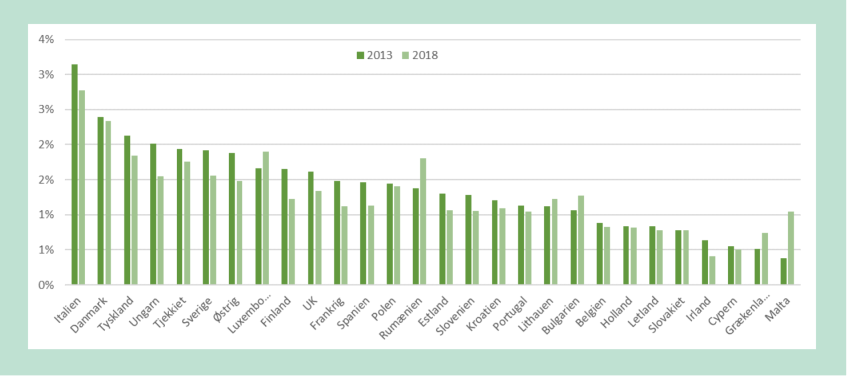 4%
3%
3%
2%
2%
1%
1%
0%
2013 2018
Italien
Danmark
Tyskland
Ungarn
Tjekkiet
Sverige
Østrig
Luxembo...
Finland
UK
Frankrig
Spanien
Polen
Rumænien
Estland
Slovenien
Kroatien
Portugal
Lithauen
Bulgarien
Belgien
Holland
Letland
Slovakiet
Irland
Cypern
Grækenla...
Malta